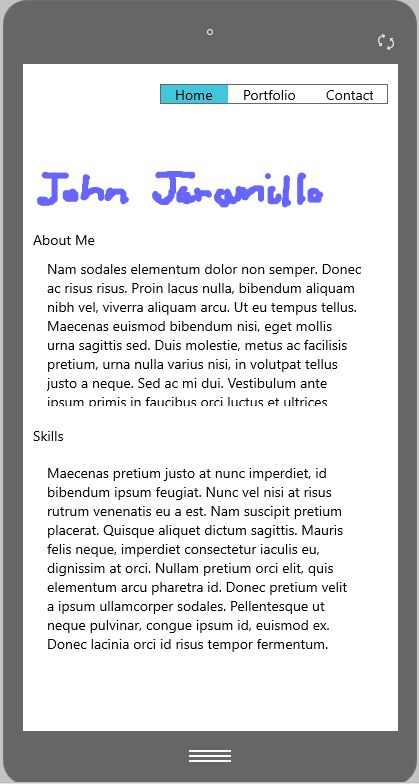 Home Portfolio Contact
John Jaramillo
About Me
Nam sodales elementum dolor non semper. Donec
ac risus risus. Proin lacus nulla, bibendum aliquam
nibh vel, viverra aliquam arcu. Ut eu tempus tellus.
Maecenas euismod bibendum nisi, eget mollis
urna sagittis sed. Duis molestie, metus ac facilisis
pretium, urna nulla varius nisi, in volutpat tellus
justo a neque. Sed ac mi dui. Vestibulum ante
ipsum primis in faucibus orci luctus et ultrices
Skills
Maecenas pretium justo at nunc imperdiet, id
bibendum ipsum feugiat. Nunc vel nisi at risus
rutrum venenatis eu a est. Nam suscipit pretium
placerat. Quisque aliquet dictum sagittis. Mauris
felis neque, imperdiet consectetur iaculis eu,
dignissim at orci. Nullam pretium orci elit, quis
elementum arcu pharetra id. Donec pretium velit
a ipsum ullamcorper sodales. Pellentesque ut
neque pulvinar, congue ipsum id, euismod ex.
Donec lacinia orci id risus tempor fermentum.